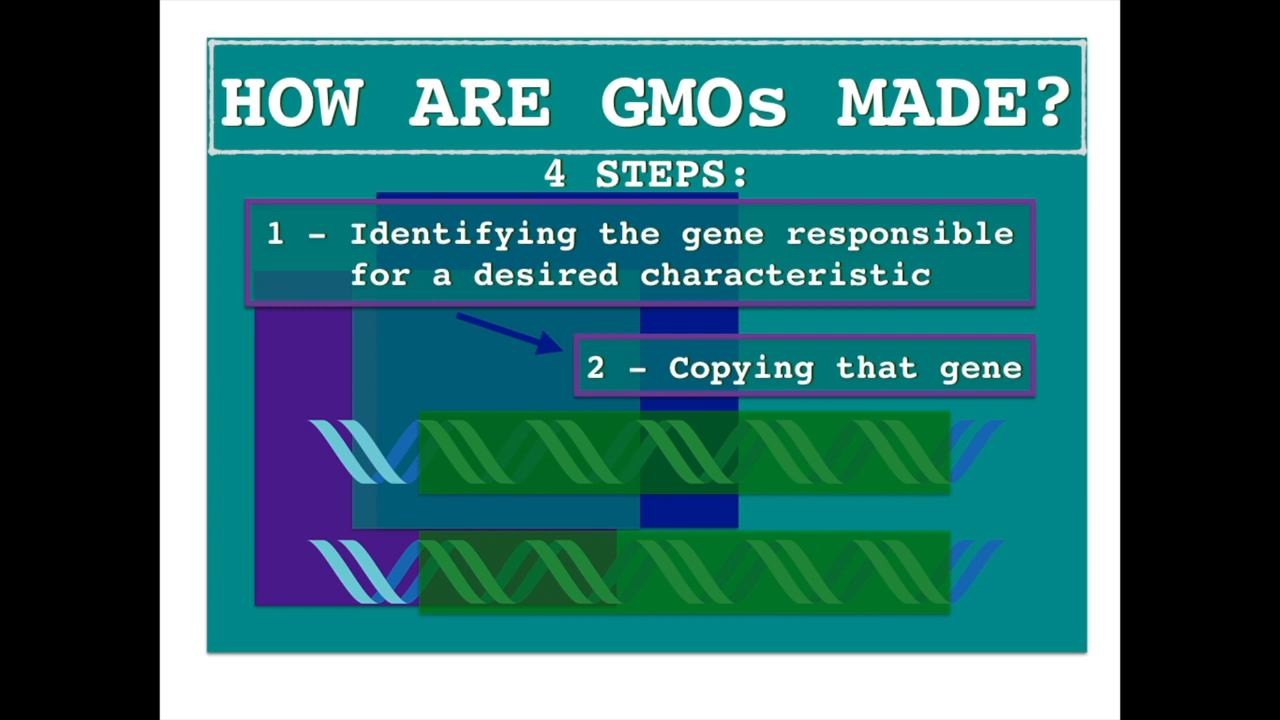 HOW ARE GMOs MADE?
4 STEPS:
1 - Identifying the gene responsible
for a desired characteristic
2 - Copying that gene